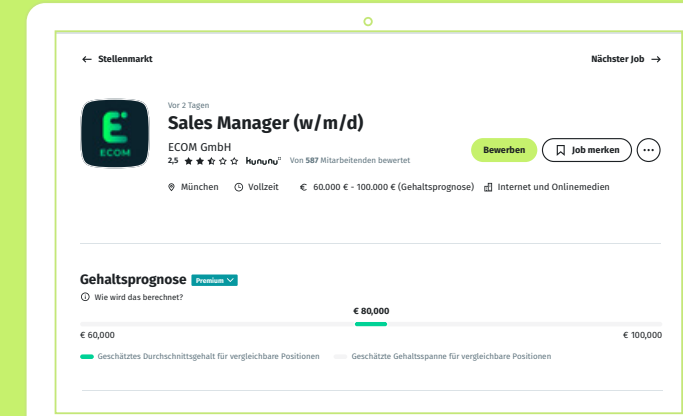 ← Stellenmarkt
Nächster Job →
E
ECOM
Vor 2 Tagen
Sales Manager (w/m/d)
ECOM GmbH
2,5 kununu Von 587 Mitarbeitenden bewertet
Bewerben
Job merken
München Vollzeit € 60.000 € - 100.000 € (Gehaltsprognose) Internet und Onlinemedien
Gehaltsprognose Premium
Wie wird das berechnet?
€ 80,000
€ 60,000
€ 100,000
Geschätztes Durchschnittsgehalt für vergleichbare Positionen
Geschätzte Gehaltsspanne für vergleichbare Positionen